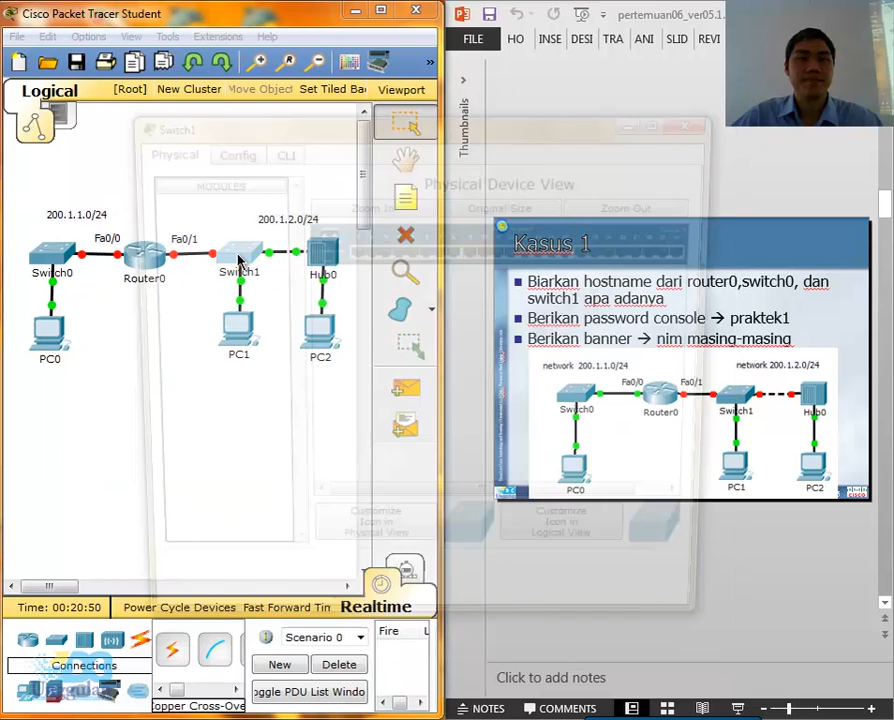 Cisco Packet Tracer Student
pertemuan06_ver05.1..
File Edit Options View Tools Extensions Help
FILE HO INSE DESI TRA ANI SLID REVI
Logical [Root] New Cluster Move Object Set Tiled Bac Viewport
Thumbnails
Switch1
Physical Config CLI
MODULES
Physical Device View
Zoom In Original Size Zoom Out
200.1.1.0/24
200.1.2.0/24
Fa0/0 Fa0/1
Switch0 Router0 Switch1 Hub0
PC0 PC1 PC2
Kasus 1
Biarkan hostname dari router0,switch0, dan
switch1 apa adanya
Berikan password console → praktek1
Berikan banner → nim masing-masing
network 200.1.1.0/24 network 200.1.2.0/24
Fa0/0 Fa0/1
Switch0 Router0 Switch1 Hub0
PC0 PC1 PC2
CISCO
Customize
Icon in
Physical View
Customize
Icon in
Logical View
Time: 00:20:50 Power Cycle Devices Fast Forward Tim Realtime
Scenario 0
Fire
New Delete
oggle PDU List Windo
Connections
Copper Cross-Ove
Click to add notes
NOTES COMMENTS